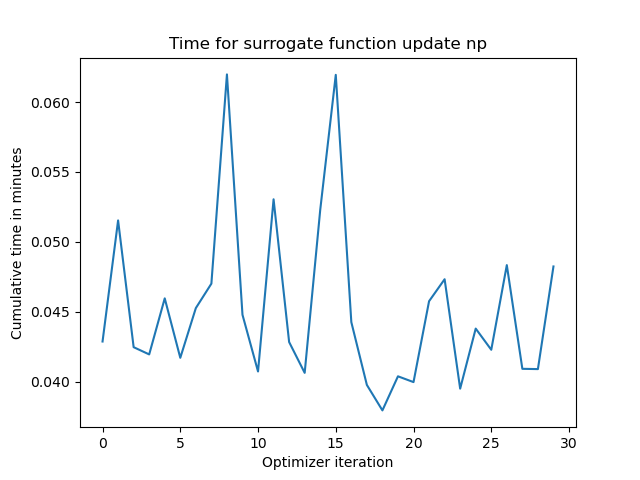 Time for surrogate function update np
Cumulative time in minutes
0.060
0.055
0.050
0.045
0.040
0 5 10 15 20 25 30
Optimizer iteration